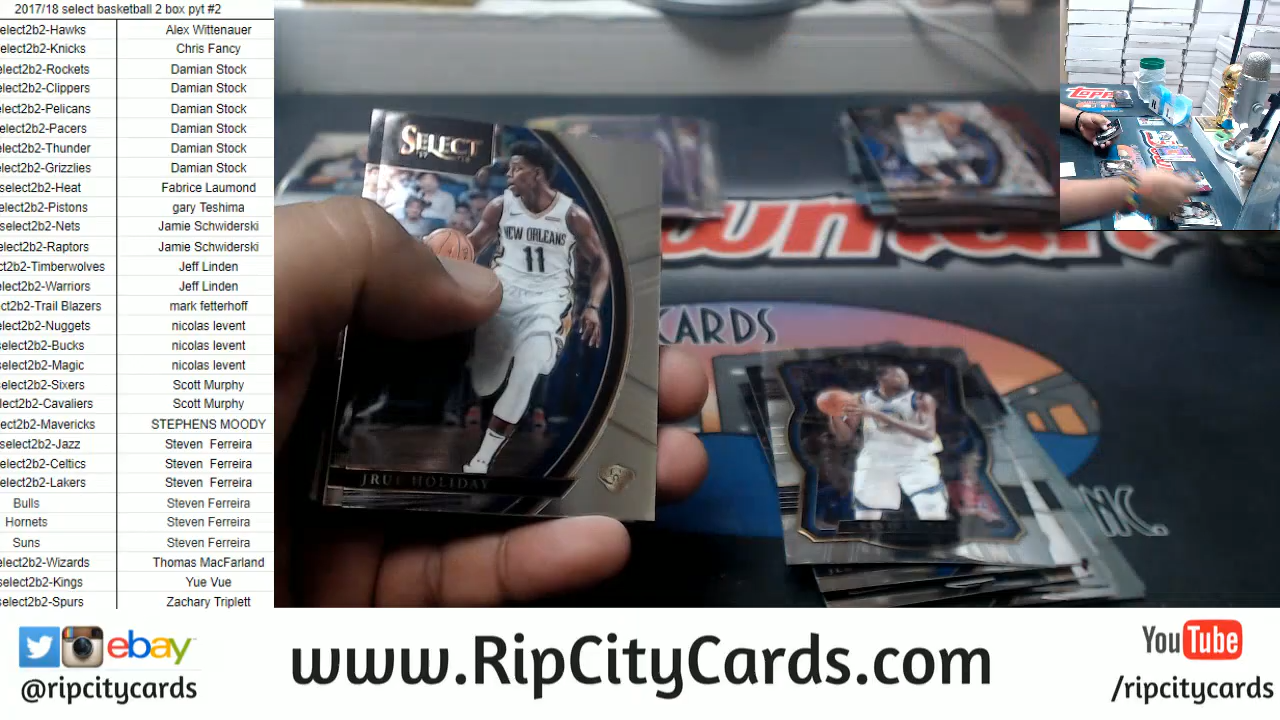 2017/18 select basketball 2 box pyt #2
elect2b2-Hawks Alex Wittenauer
elect2b2-Knicks Chris Fancy
elect2b2-Rockets Damian Stock
elect2b2-Clippers Damian Stock
elect2b2-Pelicans Damian Stock
elect2b2-Pacers Damian Stock
elect2b2-Thunder Damian Stock
elect2b2-Grizzlies Damian Stock
select2b2-Heat Fabrice Laumond
elect2b2-Pistons gary Teshima
select2b2-Nets Jamie Schwiderski
elect2b2-Raptors Jamie Schwiderski
ct2b2-Timberwolves Jeff Linden
ect2b2-Warriors Jeff Linden
ct2b2-Trail Blazers mark fetterhoff
elect2b2-Nuggets nicolas levent
elect2b2-Bucks nicolas levent
elect2b2-Magic nicolas levent
elect2b2-Sixers Scott Murphy
lect2b2-Cavaliers Scott Murphy
ect2b2-Mavericks STEPHENS MOODY
select2b2-Jazz Steven Ferreira
elect2b2-Celtics Steven Ferreira
elect2b2-Lakers Steven Ferreira
Bulls Steven Ferreira
Hornets Steven Ferreira
Suns Steven Ferreira
elect2b2-Wizards Thomas MacFarland
select2b2-Kings Yue Vue
elect2b2-Spurs Zachary Triplett
SELECT
NEW ORLEANS
11
JRUE HOLIDAY
CARDS
NC.
TOPPS
ebay
@ripcitycards
www.RipCityCards.com
YouTube
/ripcitycards